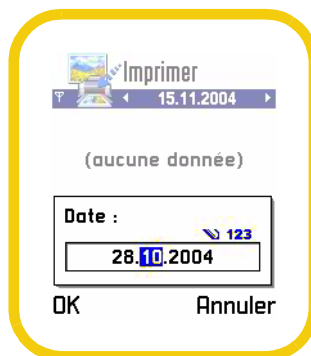 Imprimer
15.11.2004
(aucune donnée)
Date :
123
28.10.2004
OK Annuler